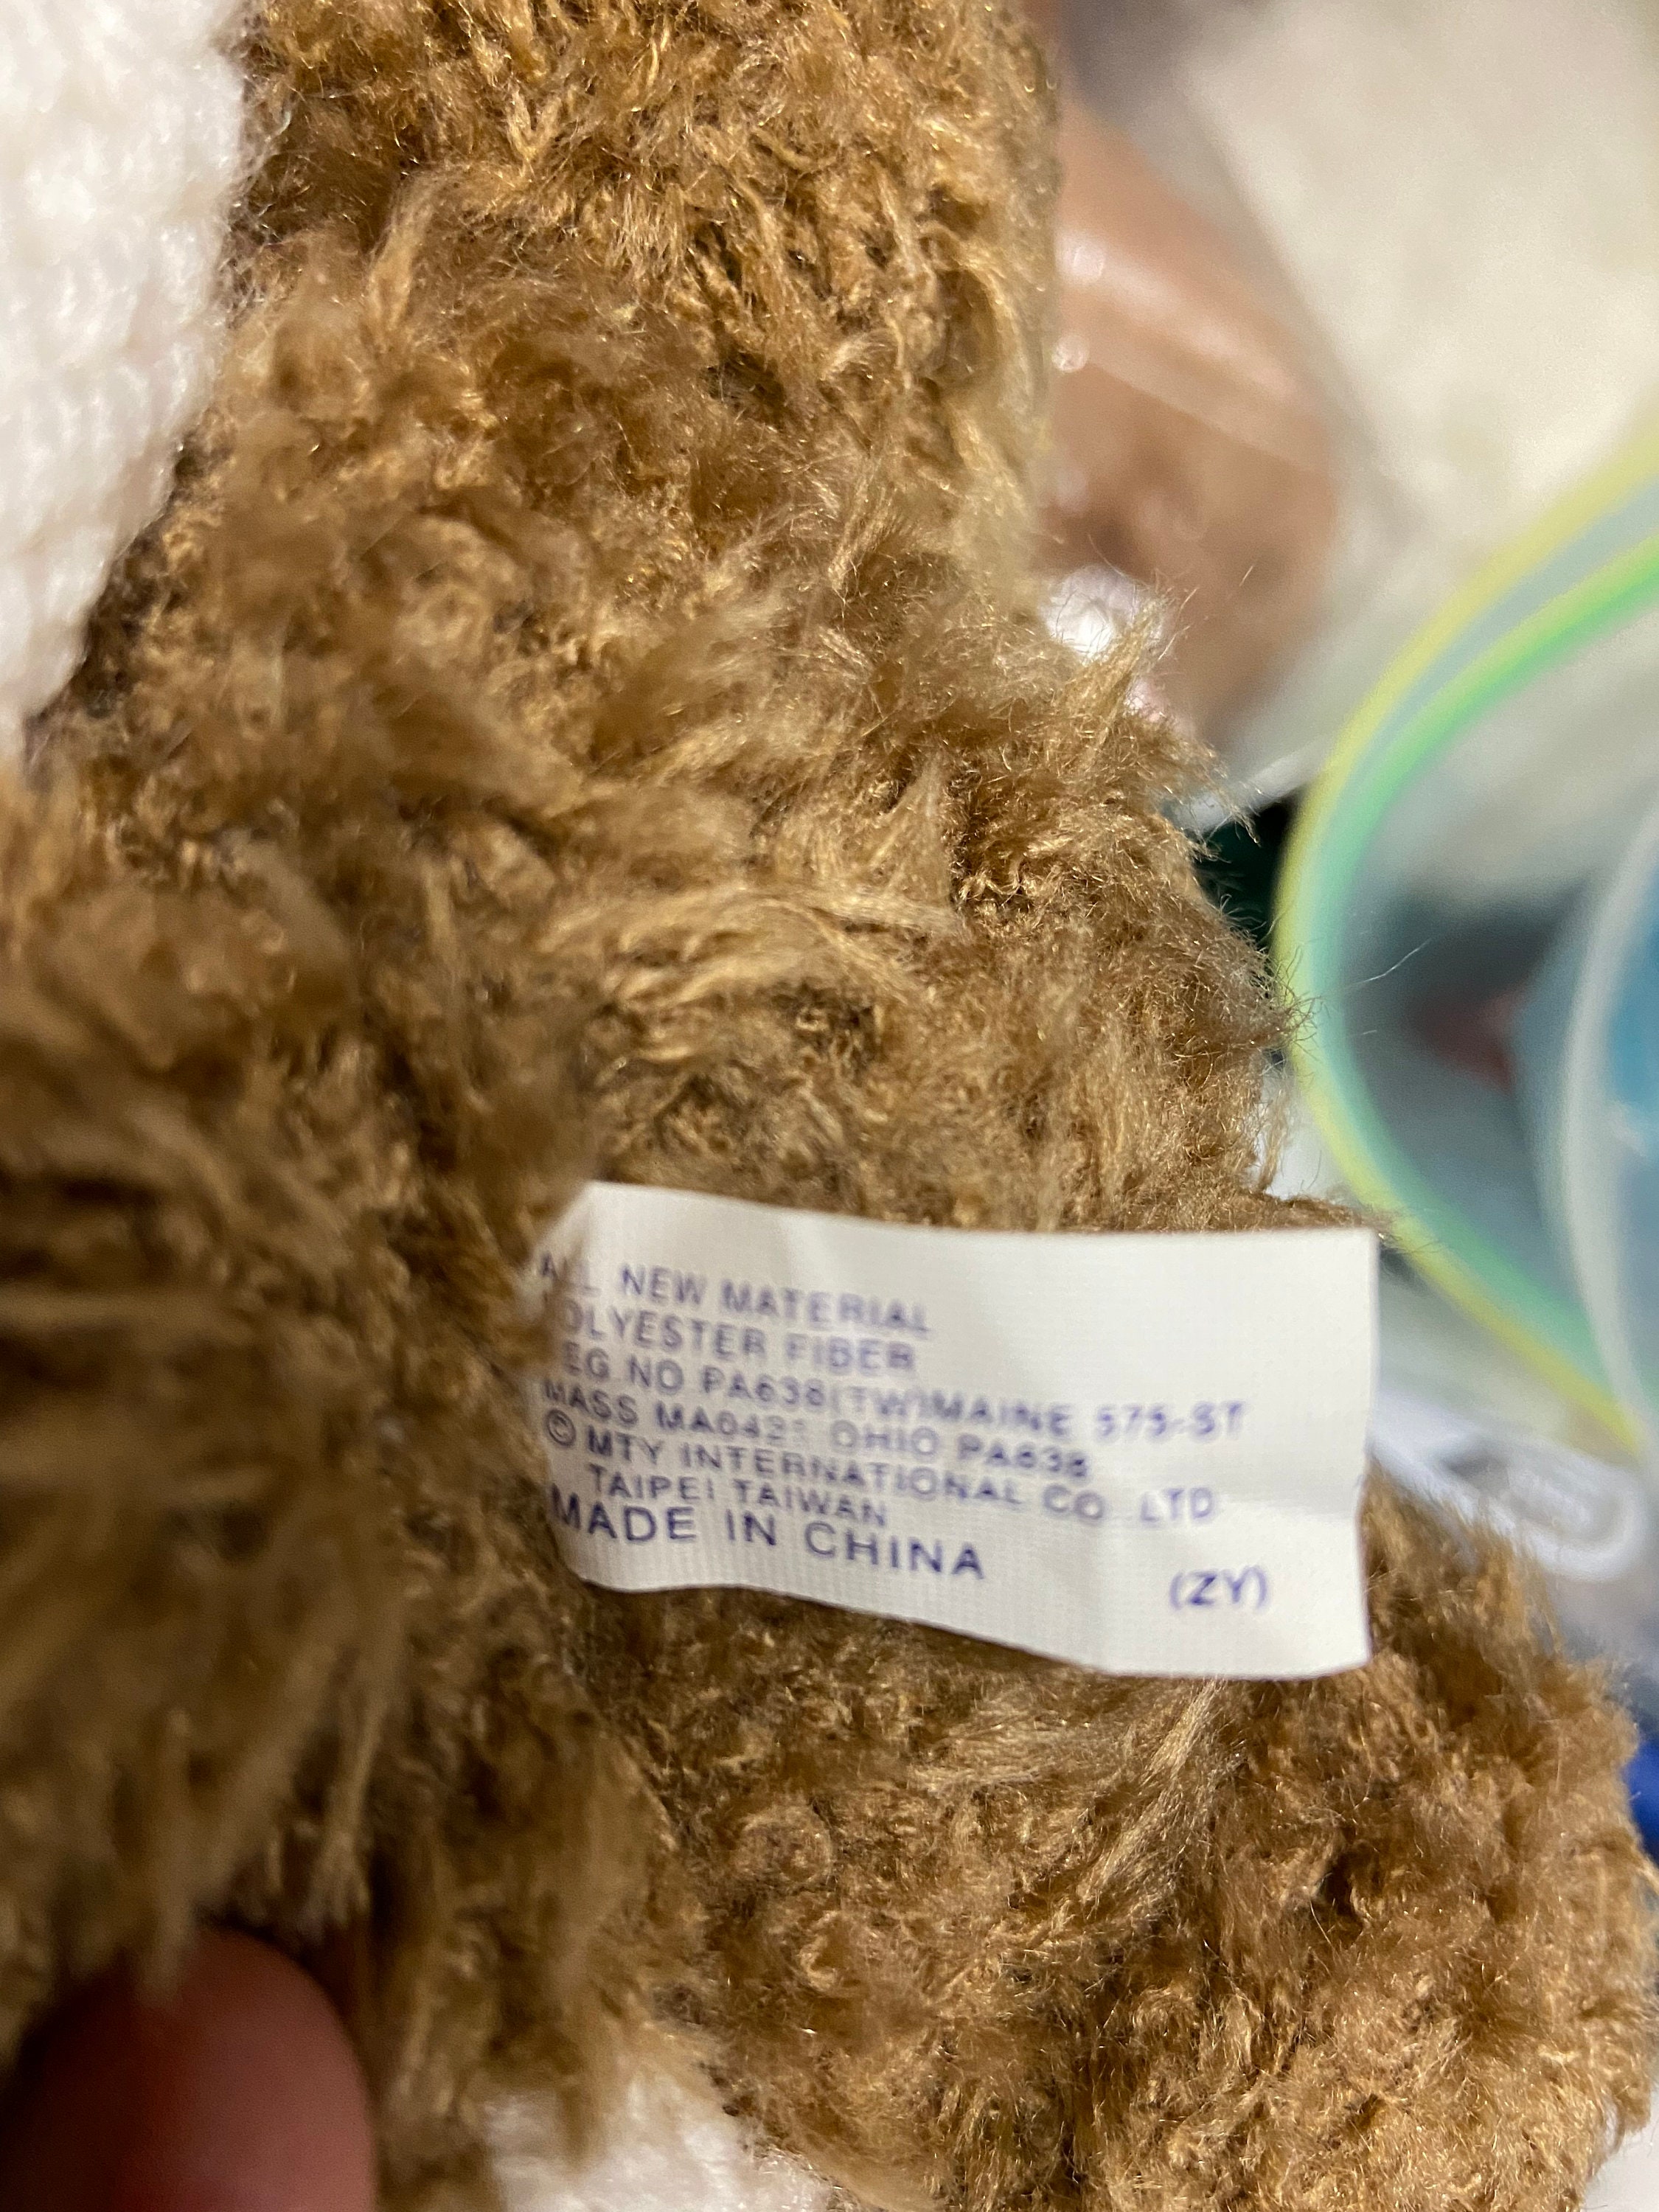 ALL NEW MATERIAL
OLYESTER FIBER
EG NO PA638(TW)MAINE 575-ST
MASS OHIO PA638
© MTY INTERNATIONAL CO LTD
TAIPEI TAIWAN
MADE IN CHINA
(ZY)